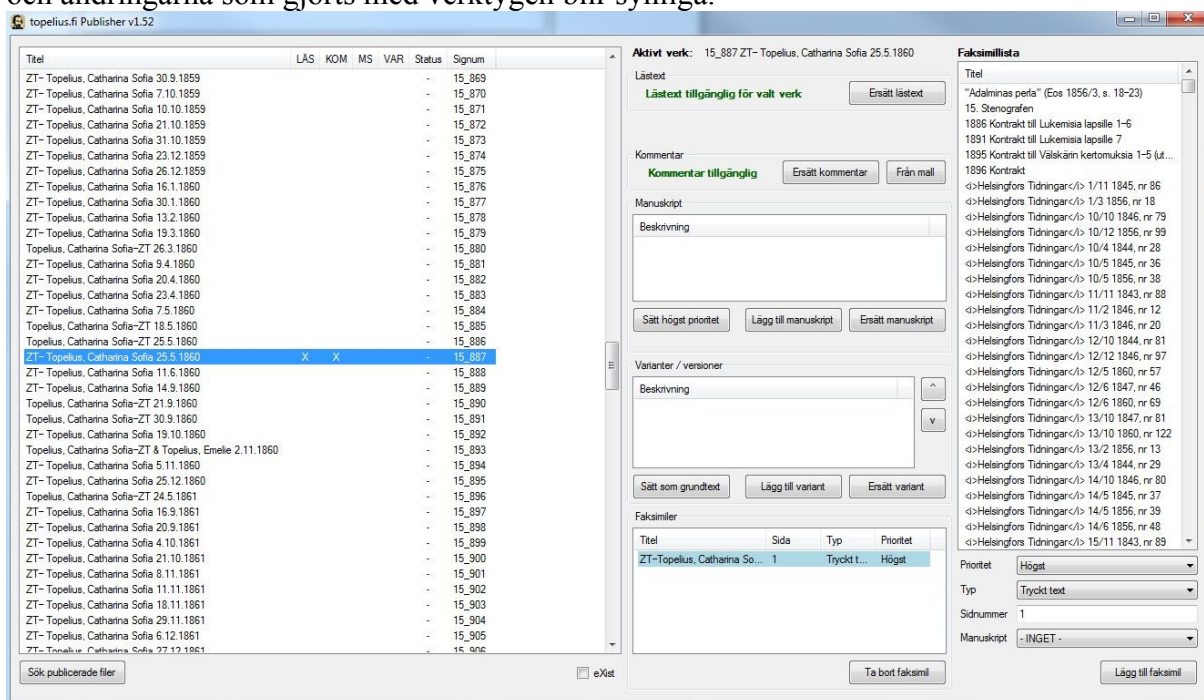 och ändringarna som gjorts med verktygen blir synliga.
topelius.fi Publisher v1.52
Titel LÄS KOM MS VAR Status Signum
ZT- Topelius, Catharina Sofia 30.9.1859 - 15_869
ZT- Topelius, Catharina Sofia 7.10.1859 - 15_870
ZT- Topelius, Catharina Sofia 10.10.1859 - 15_871
ZT- Topelius, Catharina Sofia 21.10.1859 - 15_872
ZT- Topelius, Catharina Sofia 31.10.1859 - 15_873
ZT- Topelius, Catharina Sofia 23.12.1859 - 15_874
ZT- Topelius, Catharina Sofia 26.12.1859 - 15_875
ZT- Topelius, Catharina Sofia 16.1.1860 - 15_876
ZT- Topelius, Catharina Sofia 30.1.1860 - 15_877
ZT- Topelius, Catharina Sofia 13.2.1860 - 15_878
ZT- Topelius, Catharina Sofia 19.3.1860 - 15_879
Topelius, Catharina Sofia-ZT 26.3.1860 - 15_880
ZT- Topelius, Catharina Sofia 9.4.1860 - 15_881
ZT- Topelius, Catharina Sofia 20.4.1860 - 15_882
ZT- Topelius, Catharina Sofia 23.4.1860 - 15_883
ZT- Topelius, Catharina Sofia 7.5.1860 - 15_884
Topelius, Catharina Sofia-ZT 18.5.1860 - 15_885
Topelius, Catharina Sofia-ZT 25.5.1860 - 15_886
ZT- Topelius, Catharina Sofia 25.5.1860 X X - 15_887
ZT- Topelius, Catharina Sofia 11.6.1860 - 15_888
ZT- Topelius, Catharina Sofia 14.9.1860 - 15_889
Topelius, Catharina Sofia-ZT 21.9.1860 - 15_890
Topelius, Catharina Sofia-ZT 30.9.1860 - 15_891
ZT- Topelius, Catharina Sofia 19.10.1860 - 15_892
Topelius, Catharina Sofia-ZT & Topelius, Emelie 2.11.1860 - 15_893
ZT- Topelius, Catharina Sofia 5.11.1860 - 15_894
ZT- Topelius, Catharina Sofia 25.12.1860 - 15_895
Topelius, Catharina Sofia-ZT 24.5.1861 - 15_896
ZT- Topelius, Catharina Sofia 16.9.1861 - 15_897
ZT- Topelius, Catharina Sofia 20.9.1861 - 15_898
ZT- Topelius, Catharina Sofia 4.10.1861 - 15_899
ZT- Topelius, Catharina Sofia 21.10.1861 - 15_900
ZT- Topelius, Catharina Sofia 8.11.1861 - 15_901
ZT- Topelius, Catharina Sofia 11.11.1861 - 15_902
ZT- Topelius, Catharina Sofia 18.11.1861 - 15_903
ZT- Topelius, Catharina Sofia 29.11.1861 - 15_904
ZT- Topelius, Catharina Sofia 6.12.1861 - 15_905
ZT- Topelius, Catharina Sofia 27.12.1861 15_906
Sök publicerade filer
eXist
Aktivt verk: 15_887 ZT- Topelius, Catharina Sofia 25.5.1860
Lästext
Lästext tillgänglig för valt verk Ersätt lästext
Kommentar
Kommentar tillgänglig Ersätt kommentar Från mall
Manuskript
Beskrivning
Sätt högst prioritet Lägg till manuskript Ersätt manuskript
Varianter / versioner
Beskrivning
^
v
Sätt som grundtext Lägg till variant Ersätt variant
Faksimiler
Titel Sida Typ Prioritet
ZT-Topelius, Catharina So... 1 Tryckt t... Högst
Ta bort faksimil
Faksimillista
Titel
"Adalminas perla" (Eos 1856/3, s. 18-23)
15. Stenografen
1886 Kontrakt till Lukemisia lapsille 1-6
1891 Kontrakt till Lukemisia lapsille 7
1895 Kontrakt till Välskärin kertomuksia 1-5 (ut...
1896 Kontrakt
<i>Helsingfors Tidningar</i> 1/11 1845, nr 86
<i>Helsingfors Tidningar</i> 1/3 1856, nr 18
<i>Helsingfors Tidningar</i> 10/10 1846, nr 79
<i>Helsingfors Tidningar</i> 10/12 1856, nr 99
<i>Helsingfors Tidningar</i> 10/4 1844, nr 28
<i>Helsingfors Tidningar</i> 10/5 1845, nr 36
<i>Helsingfors Tidningar</i> 10/5 1856, nr 38
<i>Helsingfors Tidningar</i> 11/11 1843, nr 88
<i>Helsingfors Tidningar</i> 11/2 1846, nr 12
<i>Helsingfors Tidningar</i> 11/3 1846, nr 20
<i>Helsingfors Tidningar</i> 12/10 1844, nr 81
<i>Helsingfors Tidningar</i> 12/12 1846, nr 97
<i>Helsingfors Tidningar</i> 12/5 1860, nr 57
<i>Helsingfors Tidningar</i> 12/6 1847, nr 46
<i>Helsingfors Tidningar</i> 12/6 1860, nr 69
<i>Helsingfors Tidningar</i> 13/10 1847, nr 81
<i>Helsingfors Tidningar</i> 13/10 1860, nr 122
<i>Helsingfors Tidningar</i> 13/2 1856, nr 13
<i>Helsingfors Tidningar</i> 13/4 1844, nr 29
<i>Helsingfors Tidningar</i> 14/10 1846, nr 80
<i>Helsingfors Tidningar</i> 14/5 1845, nr 37
<i>Helsingfors Tidningar</i> 14/5 1856, nr 39
<i>Helsingfors Tidningar</i> 14/6 1856, nr 48
<i>Helsingfors Tidningar</i> 15/11 1843, nr 89
Prioritet Högst
Typ Tryckt text
Sidnummer 1
Manuskript - INGET -
Lägg till faksimil